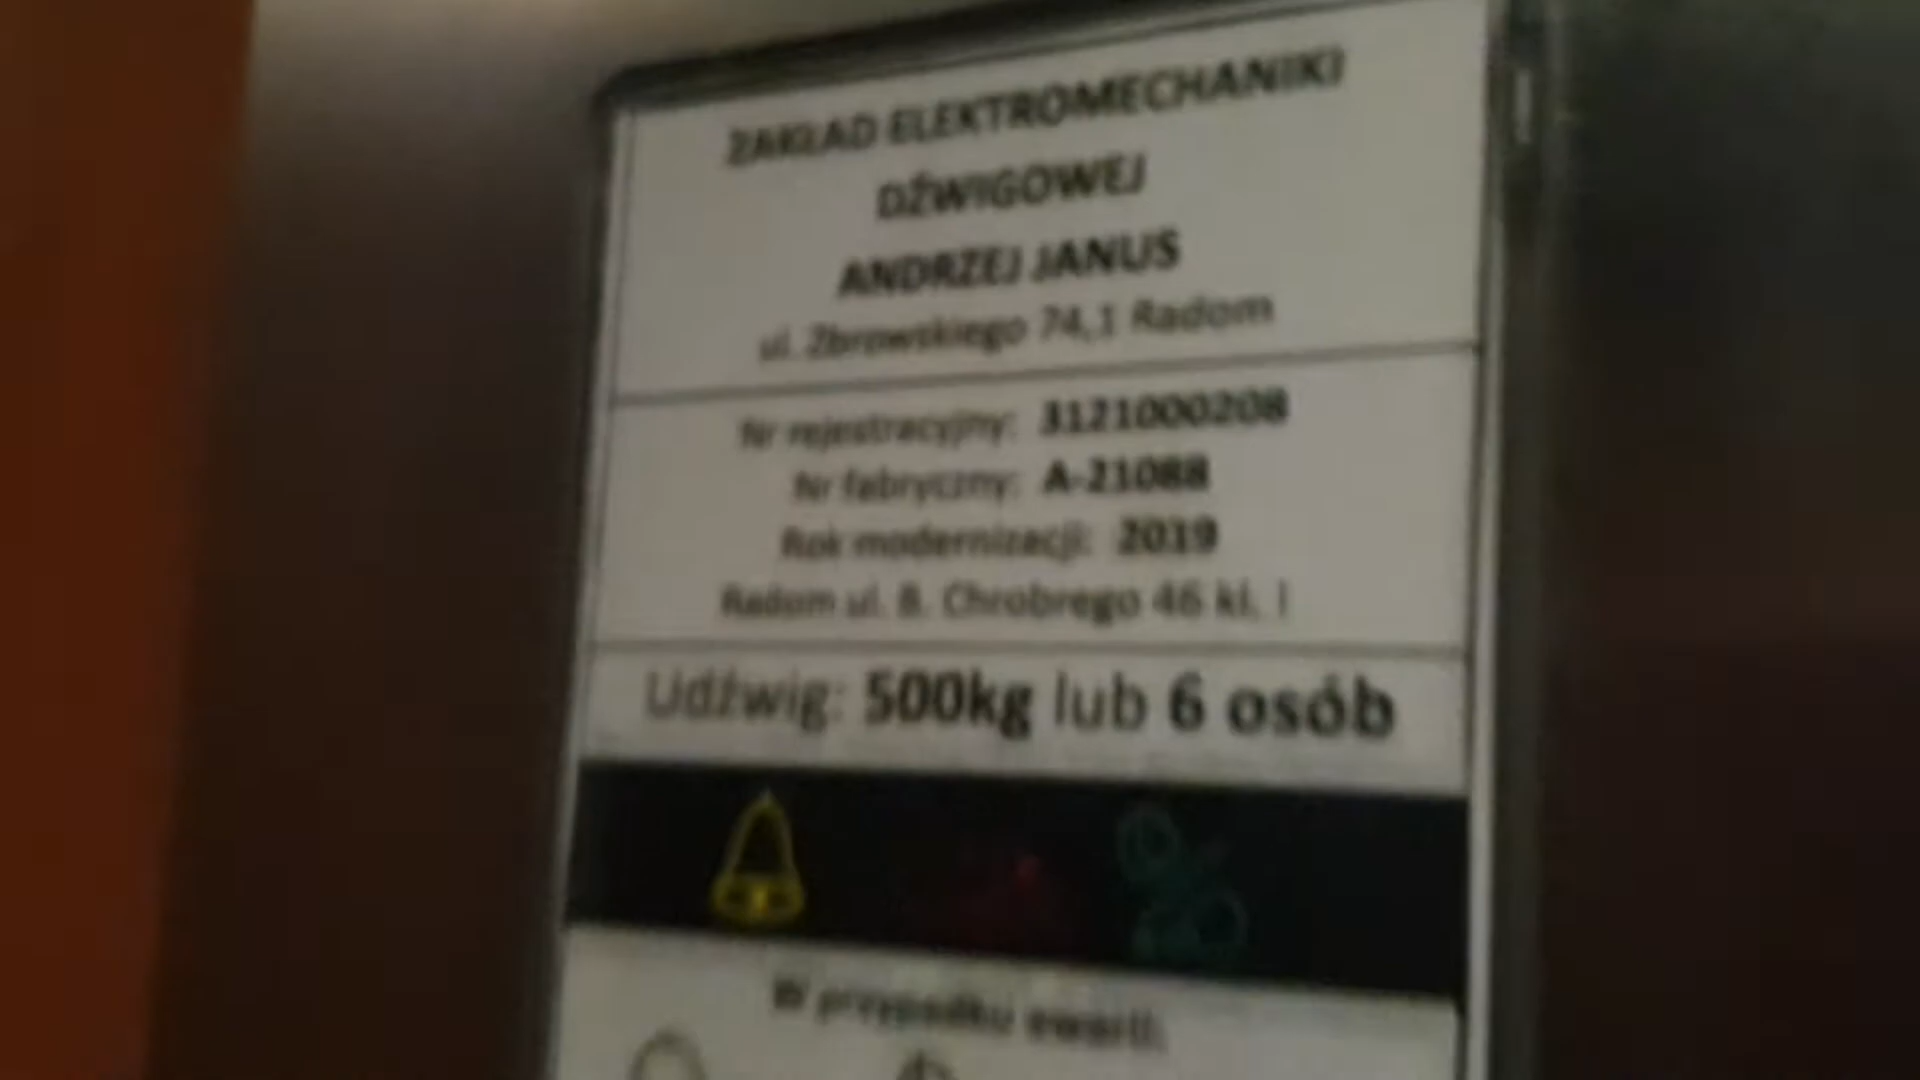 ZAKŁAD ELEKTROMECHANIKI
DŹWIGOWEJ
ANDRZEJ JANUS
ul. Zbrowskiego 74,1 Radom
Nr rejestracyjny: 3121000208
Nr fabryczny: A-21088
Rok modernizacji: 2019
Radom ul. B. Chrobrego 46 kl. I
Udźwig: 500kg lub 6 osób
W przypadku awarii: